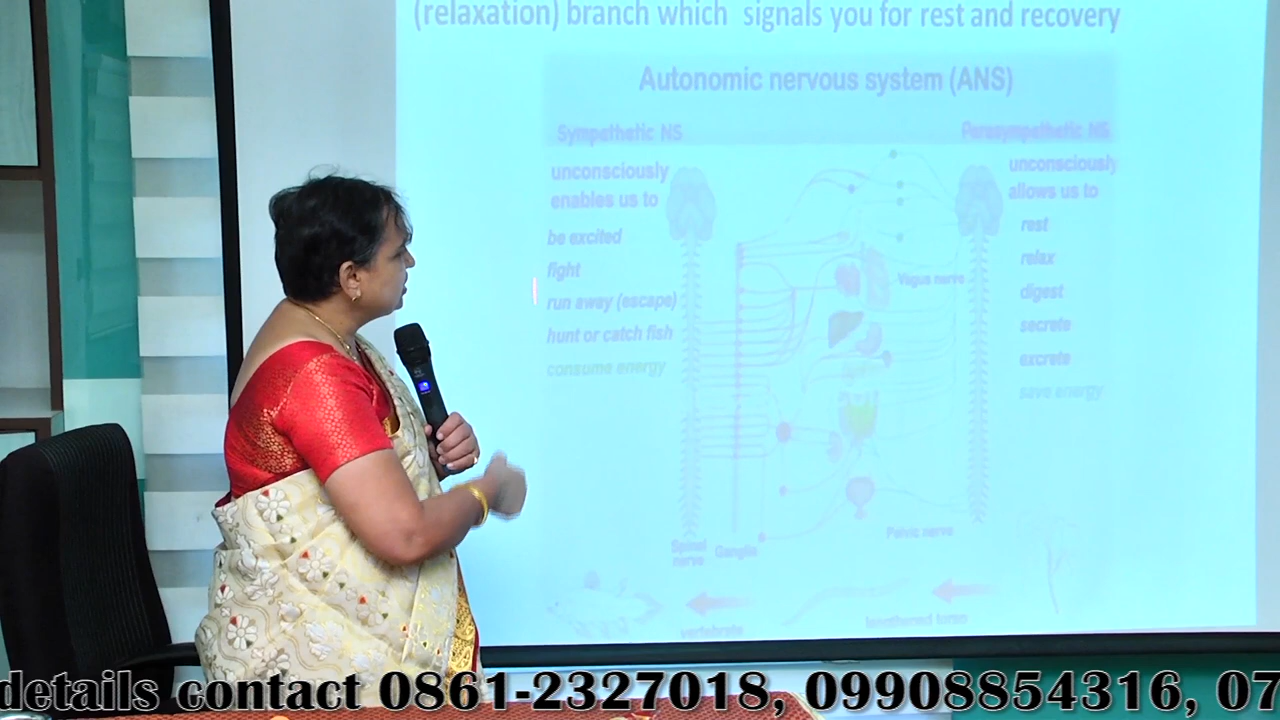 (relaxation) branch which signals you for rest and recovery
Autonomic nervous system (ANS)
Sympathetic NS
Parasympathetic NS
unconsciously
enables us to
be excited
fight
run away (escape)
hunt or catch fish
consume energy
unconsciously
allows us to
rest
relax
digest
secrete
excrete
save energy
Vagus nerve
Pelvic nerve
Spinal
nerve
Ganglia
vertebrate
details contact 0861-2327018, 09908854316, 07